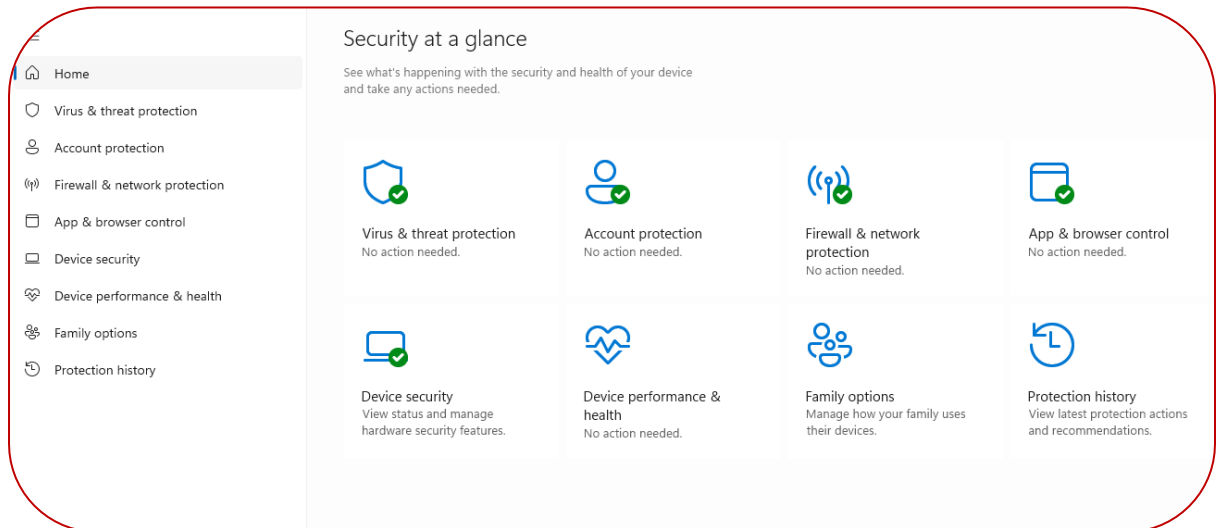 Home
Virus & threat protection
Account protection
Firewall & network protection
App & browser control
Device security
Device performance & health
Family options
Protection history
Security at a glance
See what's happening with the security and health of your device
and take any actions needed.
Virus & threat protection
No action needed.
Account protection
No action needed.
Firewall & network
protection
No action needed.
App & browser control
No action needed.
Device security
View status and manage
hardware security features.
Device performance &
health
No action needed.
Family options
Manage how your family uses
their devices.
Protection history
View latest protection actions
and recommendations.